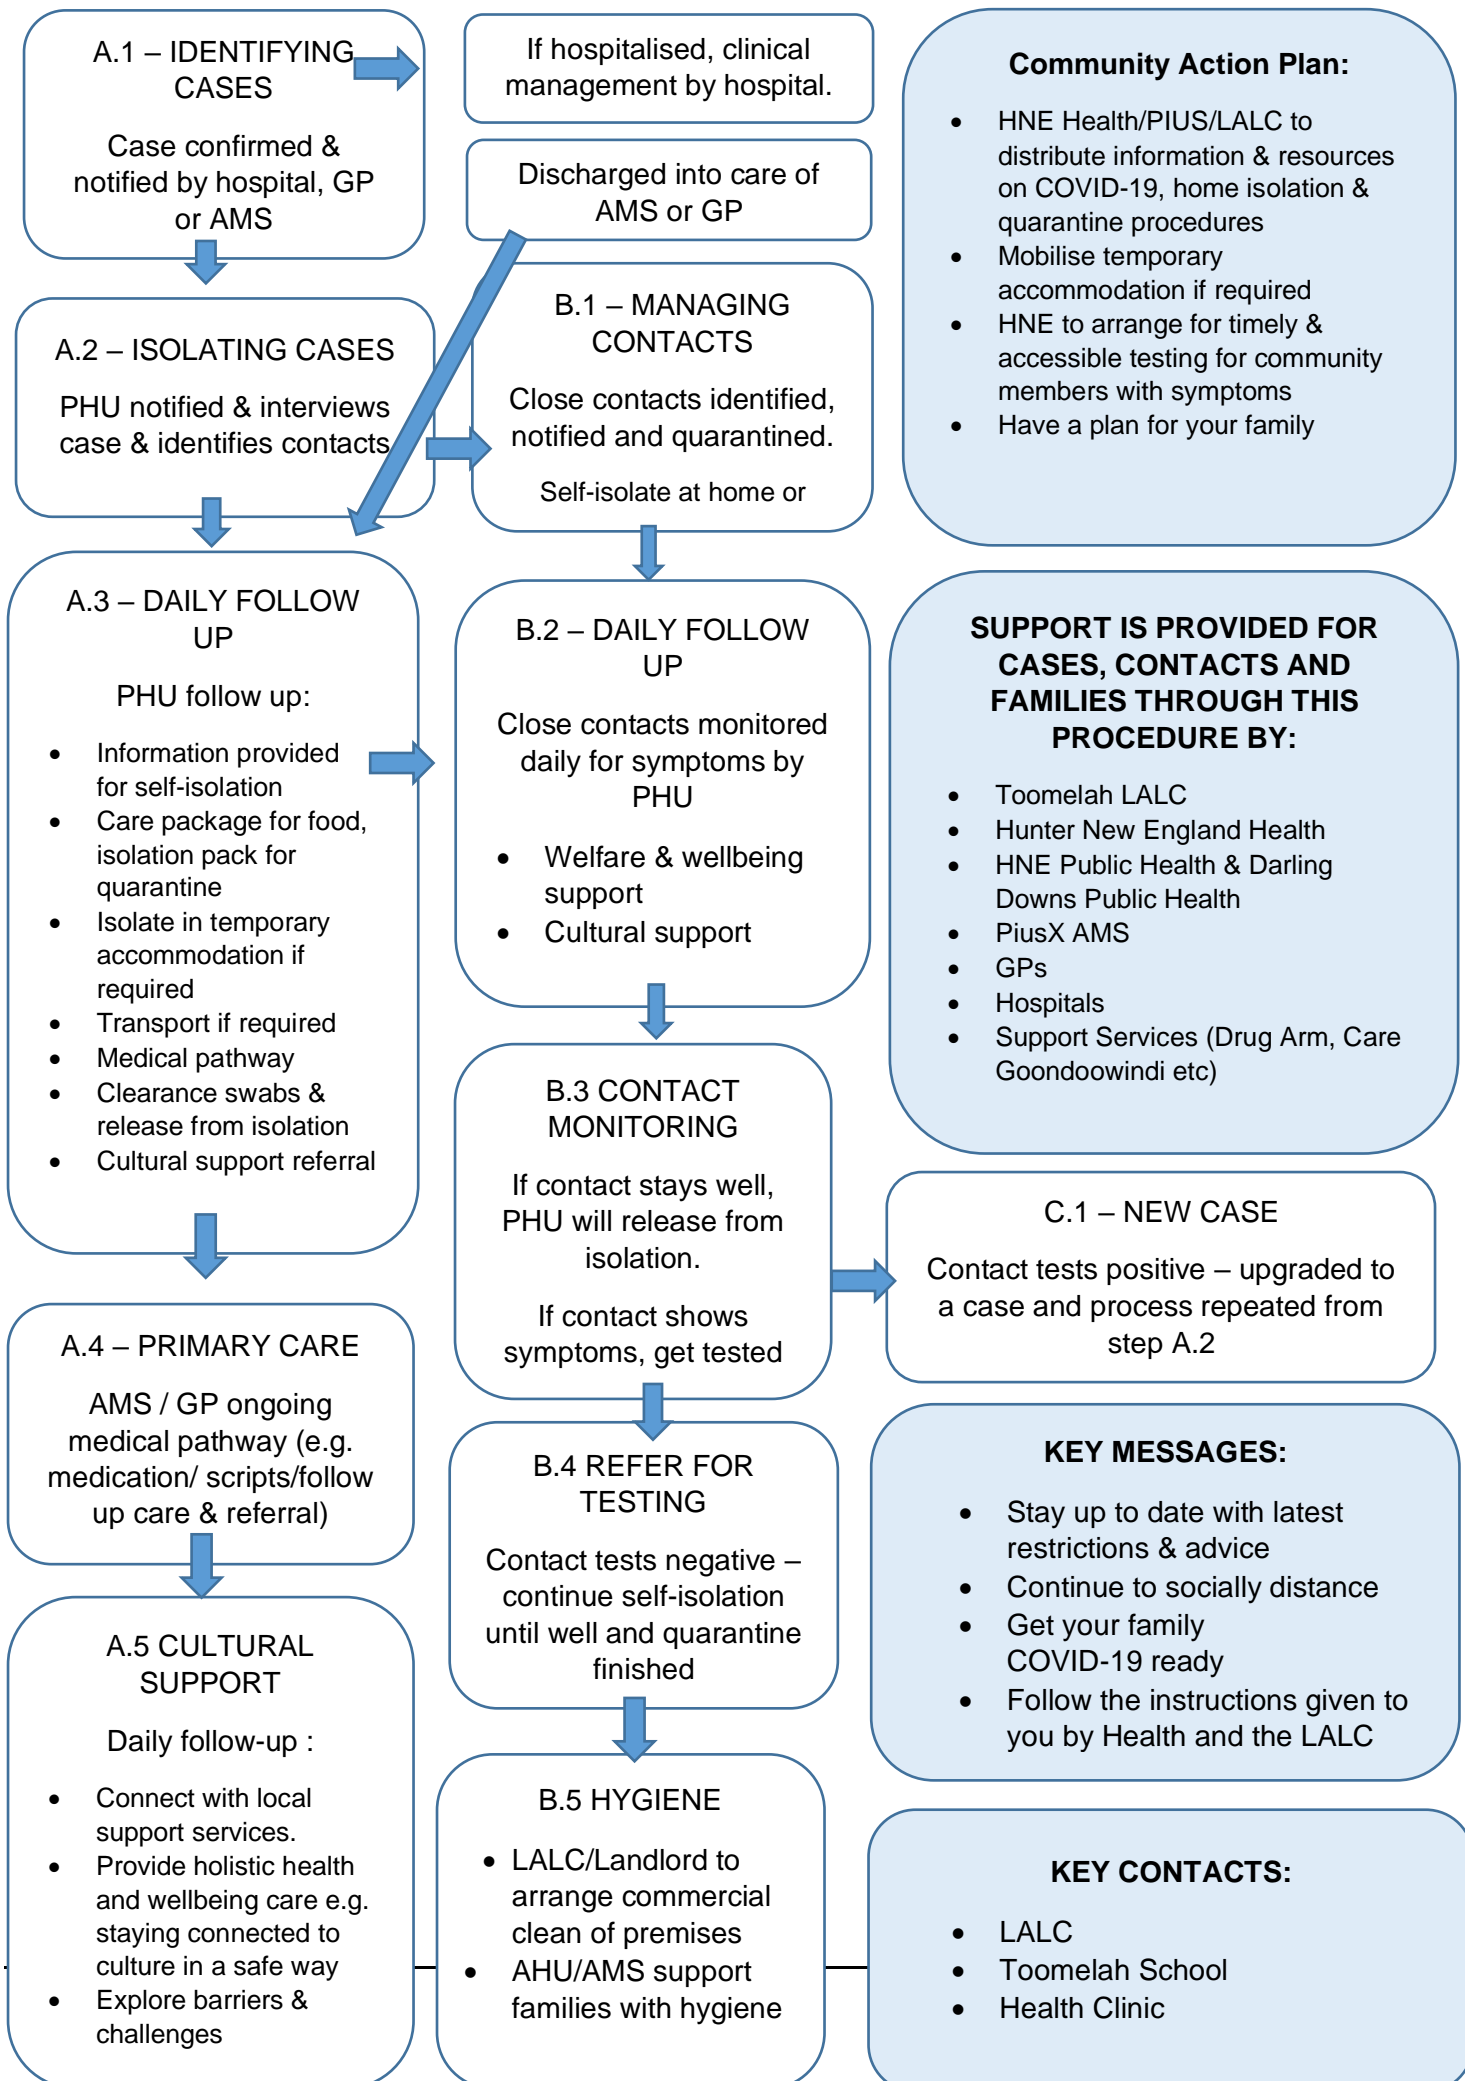 A.1 – IDENTIFYING
CASES
Case confirmed &
notified by hospital, GP
or AMS
If hospitalised, clinical
management by hospital.
Discharged into care of
AMS or GP
A.2 – ISOLATING CASES
PHU notified & interviews
case & identifies contacts
B.1 – MANAGING
CONTACTS
Close contacts identified,
notified and quarantined.
Self-isolate at home or
A.3 – DAILY FOLLOW
UP
PHU follow up:
• Information provided
for self-isolation
• Care package for food,
isolation pack for
quarantine
• Isolate in temporary
accommodation if
required
• Transport if required
• Medical pathway
• Clearance swabs &
release from isolation
• Cultural support referral
B.2 – DAILY FOLLOW
UP
Close contacts monitored
daily for symptoms by
PHU
• Welfare & wellbeing
support
• Cultural support
B.3 CONTACT
MONITORING
If contact stays well,
PHU will release from
isolation.
If contact shows
symptoms, get tested
C.1 – NEW CASE
Contact tests positive – upgraded to
a case and process repeated from
step A.2
A.4 – PRIMARY CARE
AMS / GP ongoing
medical pathway (e.g.
medication/ scripts/follow
up care & referral)
B.4 REFER FOR
TESTING
Contact tests negative –
continue self-isolation
until well and quarantine
finished
A.5 CULTURAL
SUPPORT
Daily follow-up :
• Connect with local
support services.
• Provide holistic health
and wellbeing care e.g.
staying connected to
culture in a safe way
• Explore barriers &
challenges
B.5 HYGIENE
• LALC/Landlord to
arrange commercial
clean of premises
• AHU/AMS support
families with hygiene
Community Action Plan:
• HNE Health/PIUS/LALC to
distribute information & resources
on COVID-19, home isolation &
quarantine procedures
• Mobilise temporary
accommodation if required
• HNE to arrange for timely &
accessible testing for community
members with symptoms
• Have a plan for your family
SUPPORT IS PROVIDED FOR
CASES, CONTACTS AND
FAMILIES THROUGH THIS
PROCEDURE BY:
• Toomelah LALC
• Hunter New England Health
• HNE Public Health & Darling
Downs Public Health
• PiusX AMS
• GPs
• Hospitals
• Support Services (Drug Arm, Care
Goondoowindi etc)
KEY MESSAGES:
• Stay up to date with latest
restrictions & advice
• Continue to socially distance
• Get your family
COVID-19 ready
• Follow the instructions given to
you by Health and the LALC
KEY CONTACTS:
• LALC
• Toomelah School
• Health Clinic